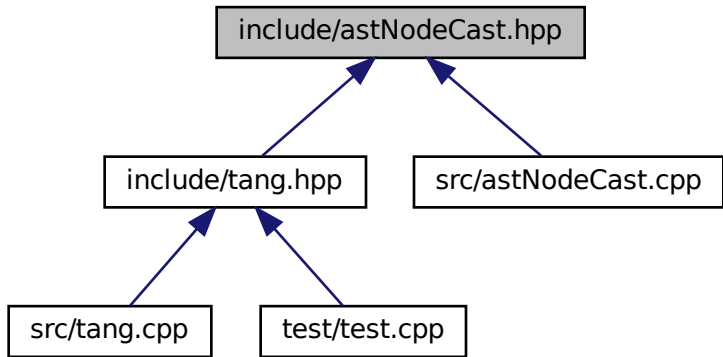 include/astNodeCast.hpp
include/tang.hpp
src/astNodeCast.cpp
src/tang.cpp
test/test.cpp